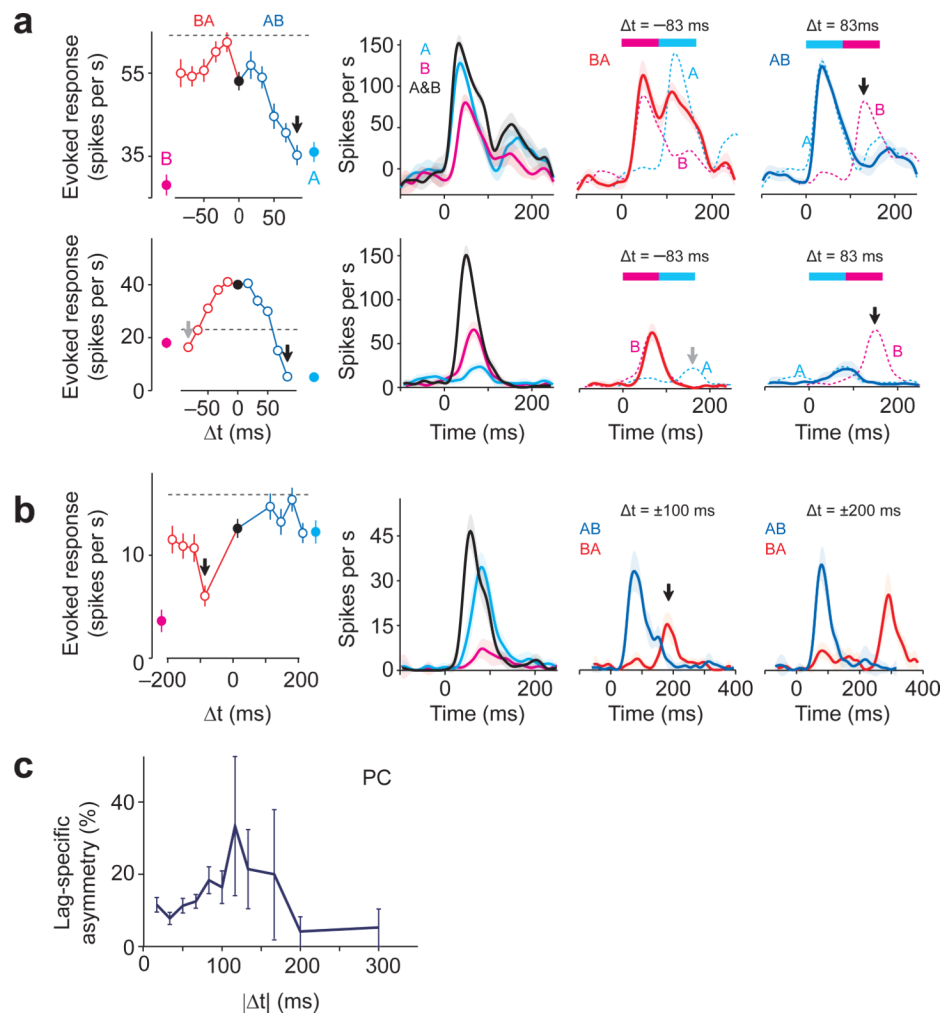 a
BA AB
Evoked response
(spikes per s)
55
35
B
A
−50 0 50
Spikes per s
150
100
50
0
A
B
A&B
0 200
Δt = −83 ms
BA
A
B
0 200
Δt = 83ms
AB
A
B
0 200
Evoked response
(spikes per s)
40
20
0
−50 0 50
Δt (ms)
Spikes per s
150
100
50
0
0 100
Time (ms)
Δt = −83 ms
B
A
0 200
Time (ms)
Δt = 83 ms
A
B
0 200
Time (ms)
b
Evoked response
(spikes per s)
10
0
−200 0 200
Δt (ms)
Spikes per s
45
30
15
0
0 200
Time (ms)
Δt = ±100 ms
AB
BA
0 200 400
Time (ms)
Δt = ±200 ms
AB
BA
0 200 400
Time (ms)
c
PC
Lag-specific
asymmetry (%)
40
20
0
0 100 200 300
|Δt| (ms)